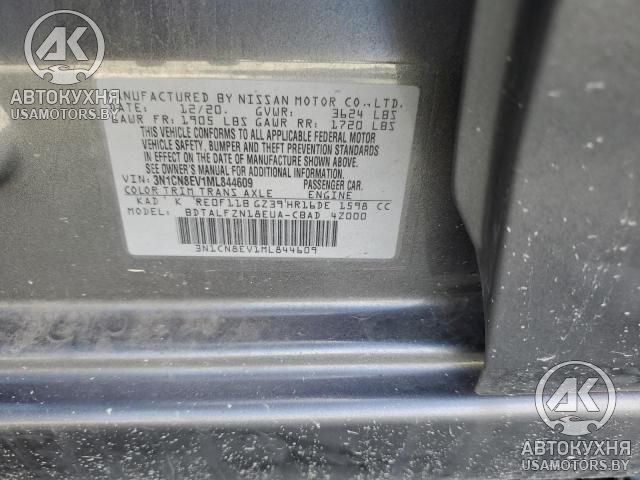 АК
АВТОКУХНЯ
USAMOTORS.BY
MANUFACTURED BY NISSAN MOTOR CO.,LTD.
DATE: 12/20. GVWR: 3624 LBS
GAWR FR: 1905 LBS GAWR RR: 1720 LBS
THIS VEHICLE CONFORMS TO ALL APPLICABLE FEDERAL MOTOR
VEHICLE SAFETY, BUMPER, AND THEFT PREVENTION STANDARDS
IN EFFECT ON THE DATE OF MANUFACTURE SHOWN ABOVE.
SEE OWNER'S MANUAL FOR ADDITIONAL INFORMATION.
VIN: 3N1CN8EV1ML844609 PASSENGER CAR.
COLOR TRIM TRANS AXLE ENGINE
KAD K RE0F11B GZ39 HR16DE 1598 CC
MODEL: BDTALFZN18EUA-CBAD 4Z000
3N1CN8EV1ML844609
АК
АВТОКУХНЯ
USAMOTORS.BY